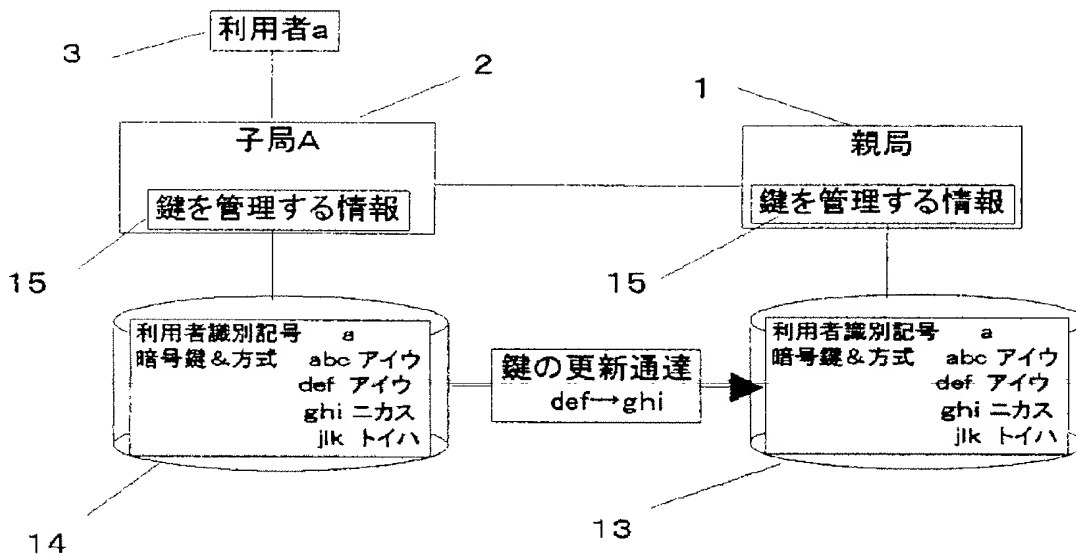 利用者a
3
2
1
子局A
鍵を管理する情報
15
親局
鍵を管理する情報
15
利用者識別記号 a
暗号鍵&方式 abc アイウ
def アイウ
ghi ニカス
jlk トイハ
14
鍵の更新通達
def→ghi
利用者識別記号 a
暗号鍵&方式 abc アイウ
def アイウ
ghi ニカス
jlk トイハ
13